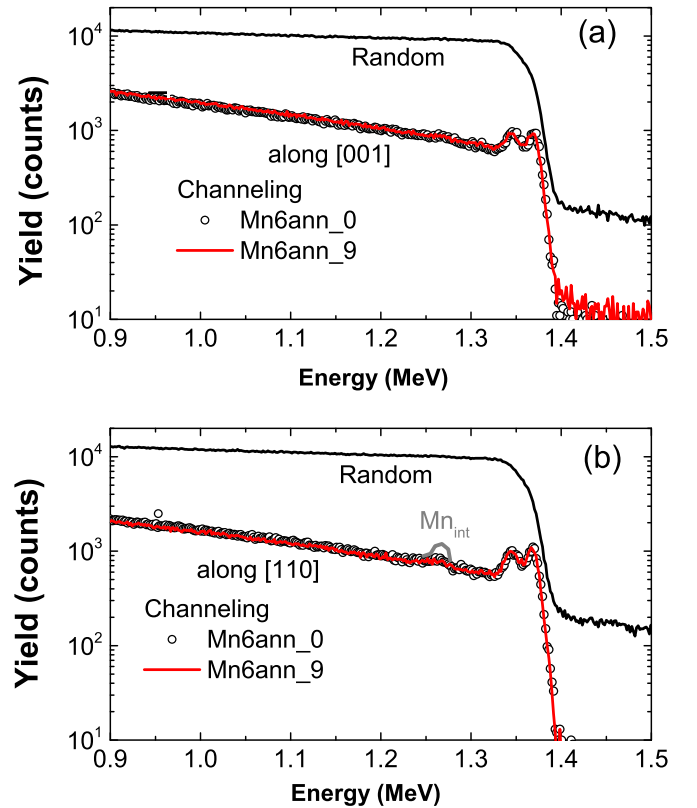 (a)
10^4
Random
10^3
along [001]
Channeling
10^2
Mn6ann_0
Mn6ann_9
10^1
0.9 1.0 1.1 1.2 1.3 1.4 1.5
Yield (counts)
Energy (MeV)
(b)
10^4
Random
Mn_int
10^3
along [110]
Channeling
10^2
Mn6ann_0
Mn6ann_9
10^1
0.9 1.0 1.1 1.2 1.3 1.4 1.5
Yield (counts)
Energy (MeV)